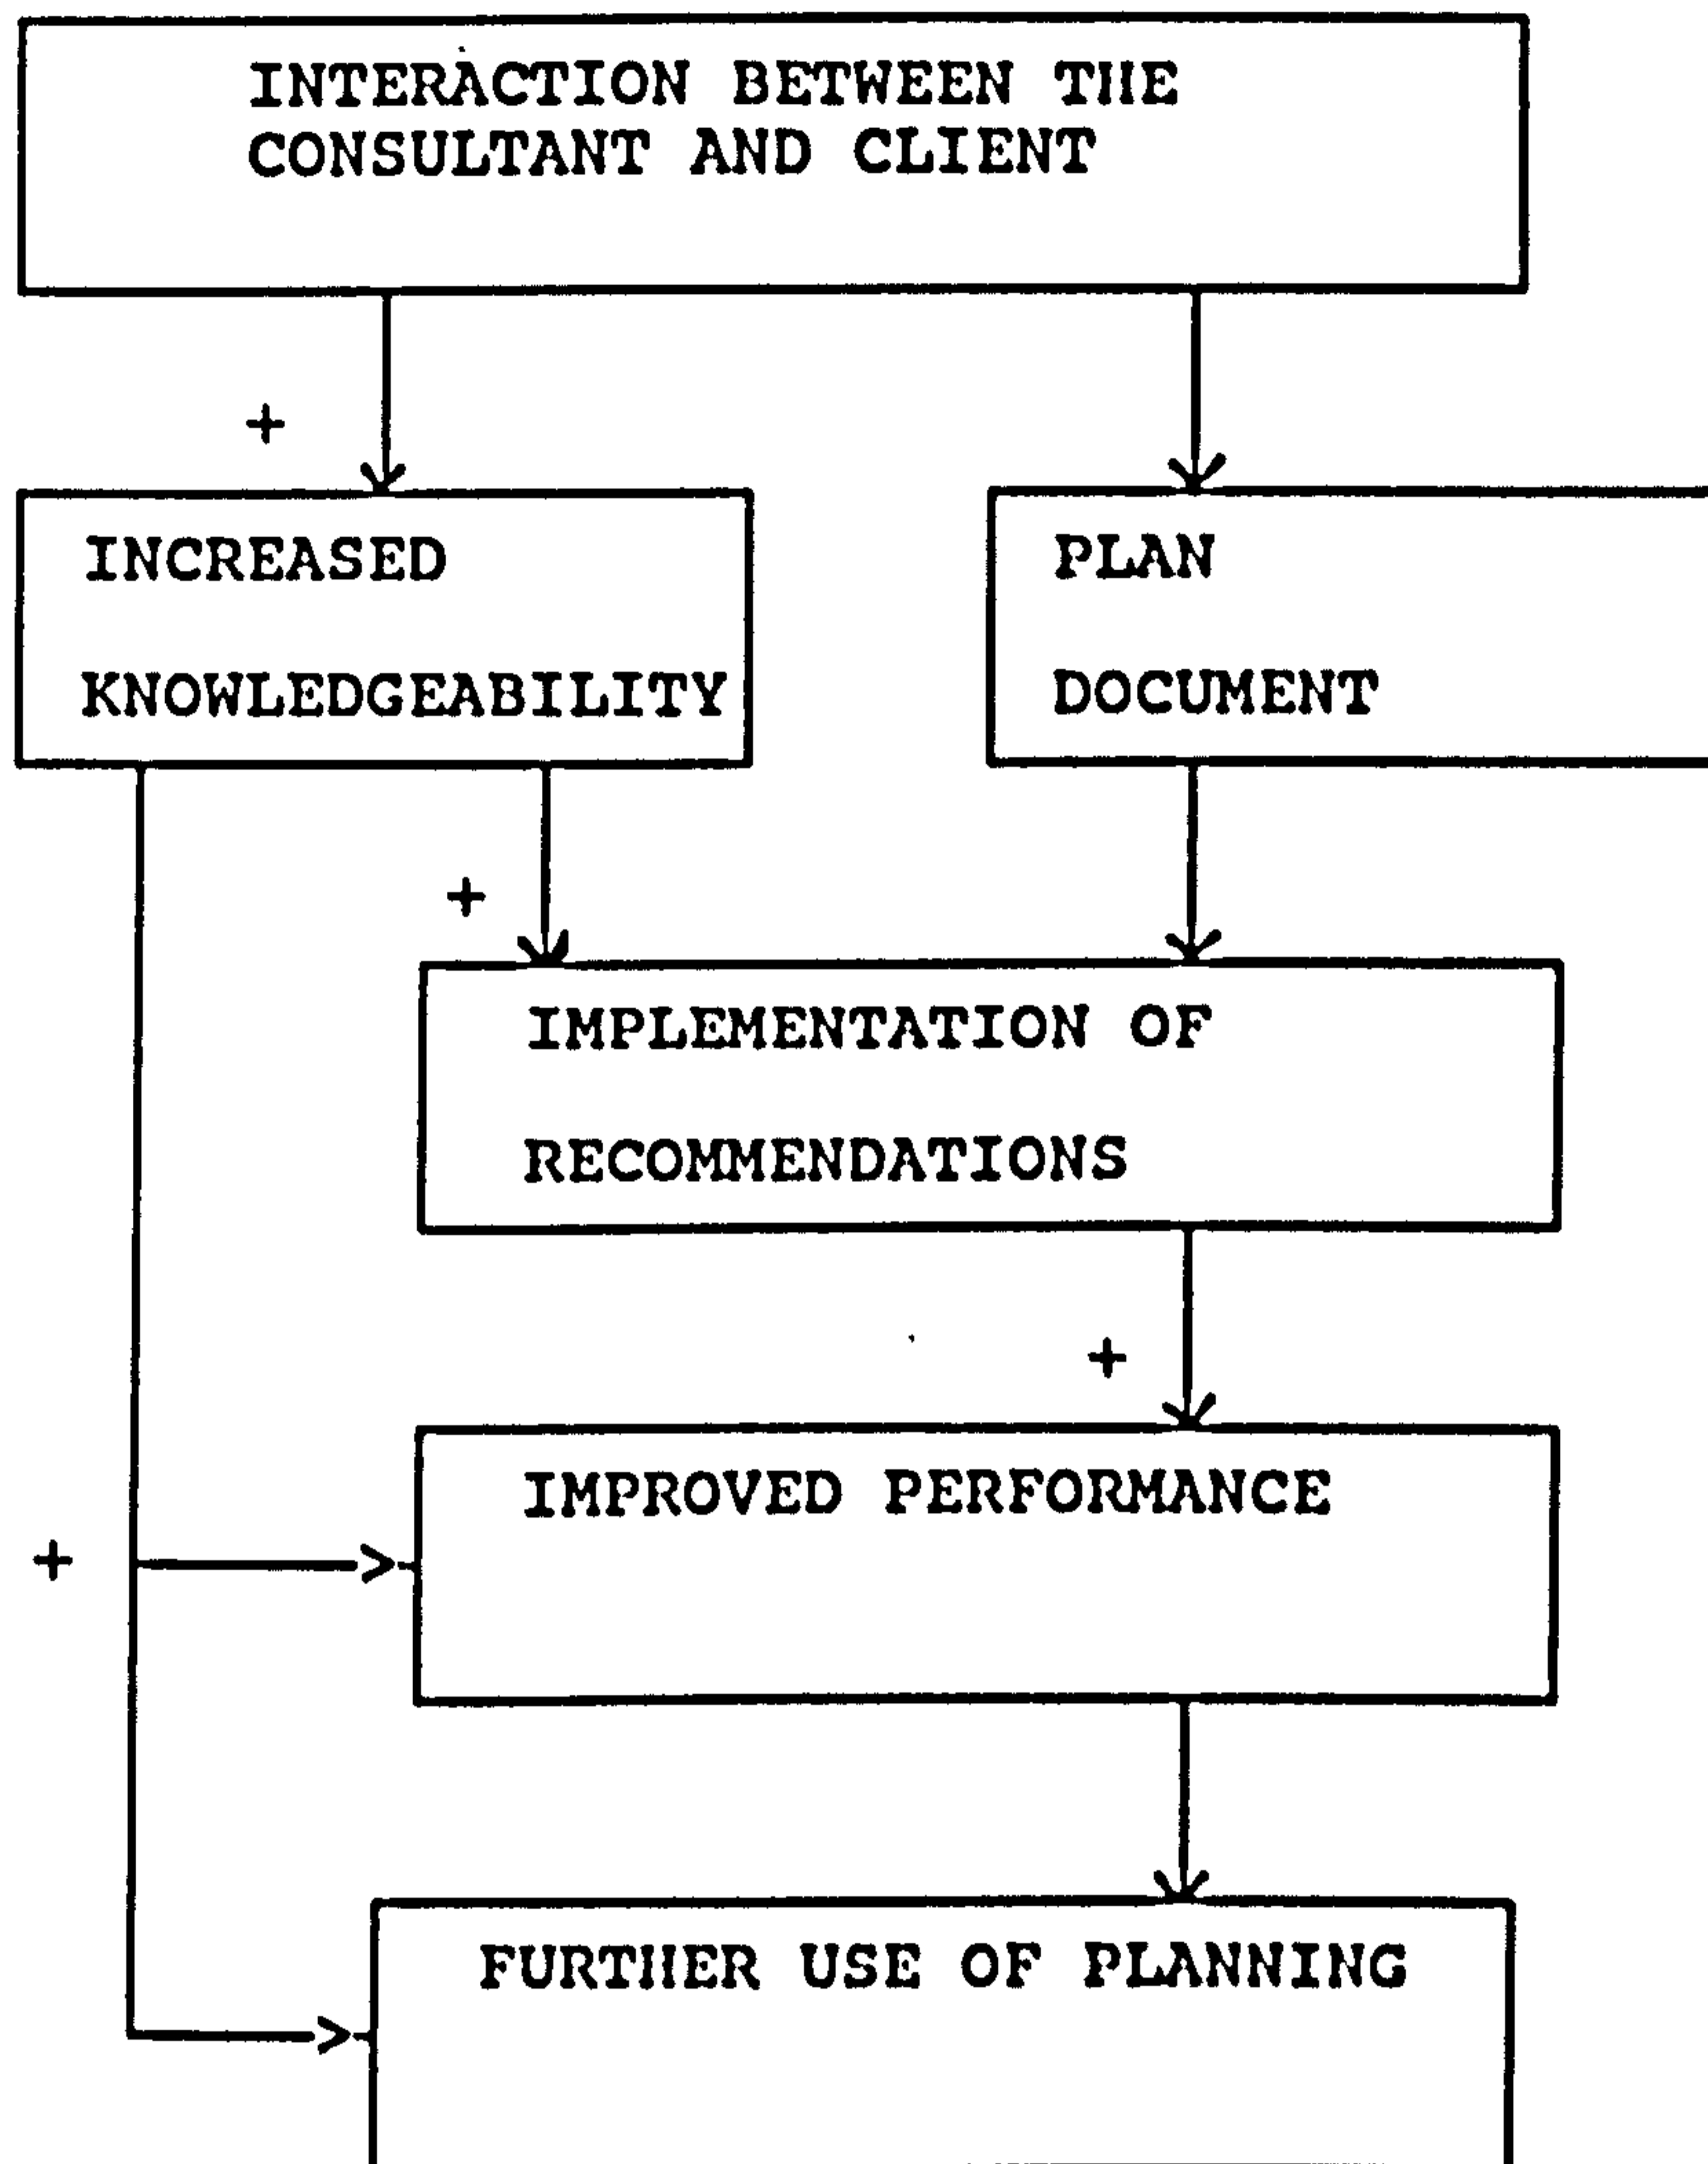 INTERACTION BETWEEN THE
CONSULTANT AND CLIENT
+
INCREASED
KNOWLEDGEABILITY
PLAN
DOCUMENT
+
IMPLEMENTATION OF
RECOMMENDATIONS
+
IMPROVED PERFORMANCE
+
FURTHER USE OF PLANNING